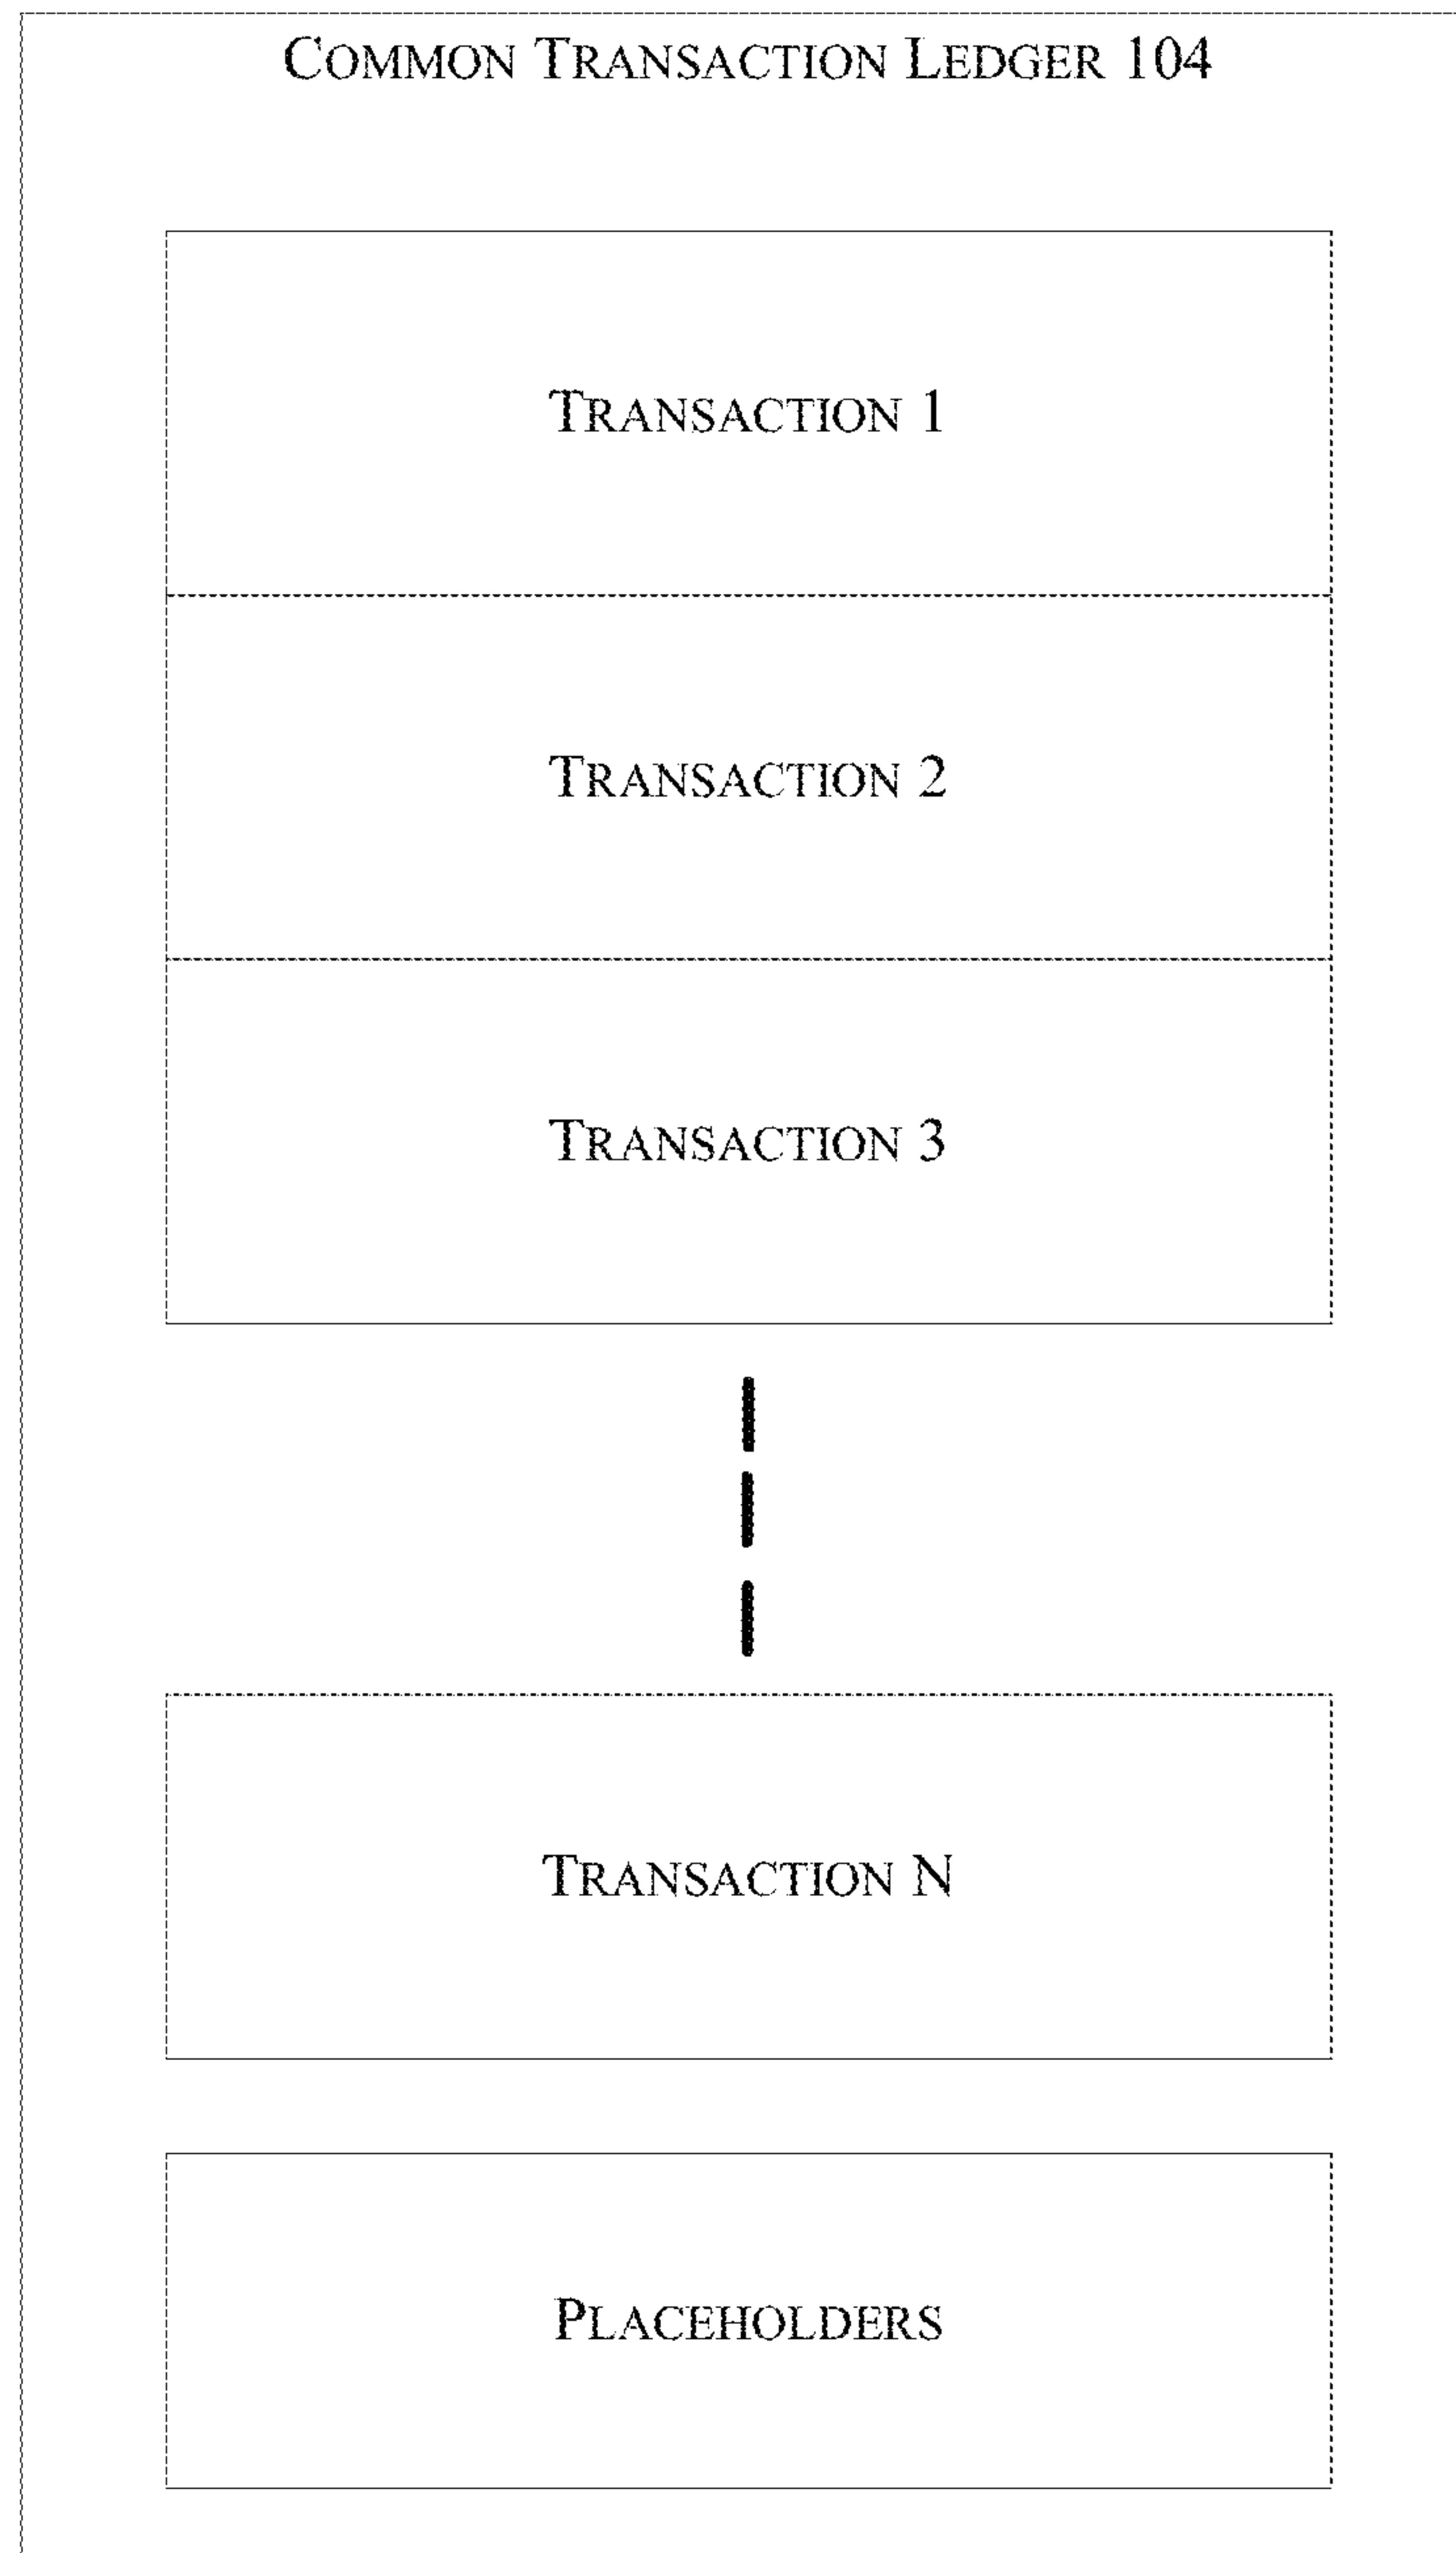 COMMON TRANSACTION LEDGER 104
TRANSACTION 1
TRANSACTION 2
TRANSACTION 3
TRANSACTION N
PLACEHOLDERS